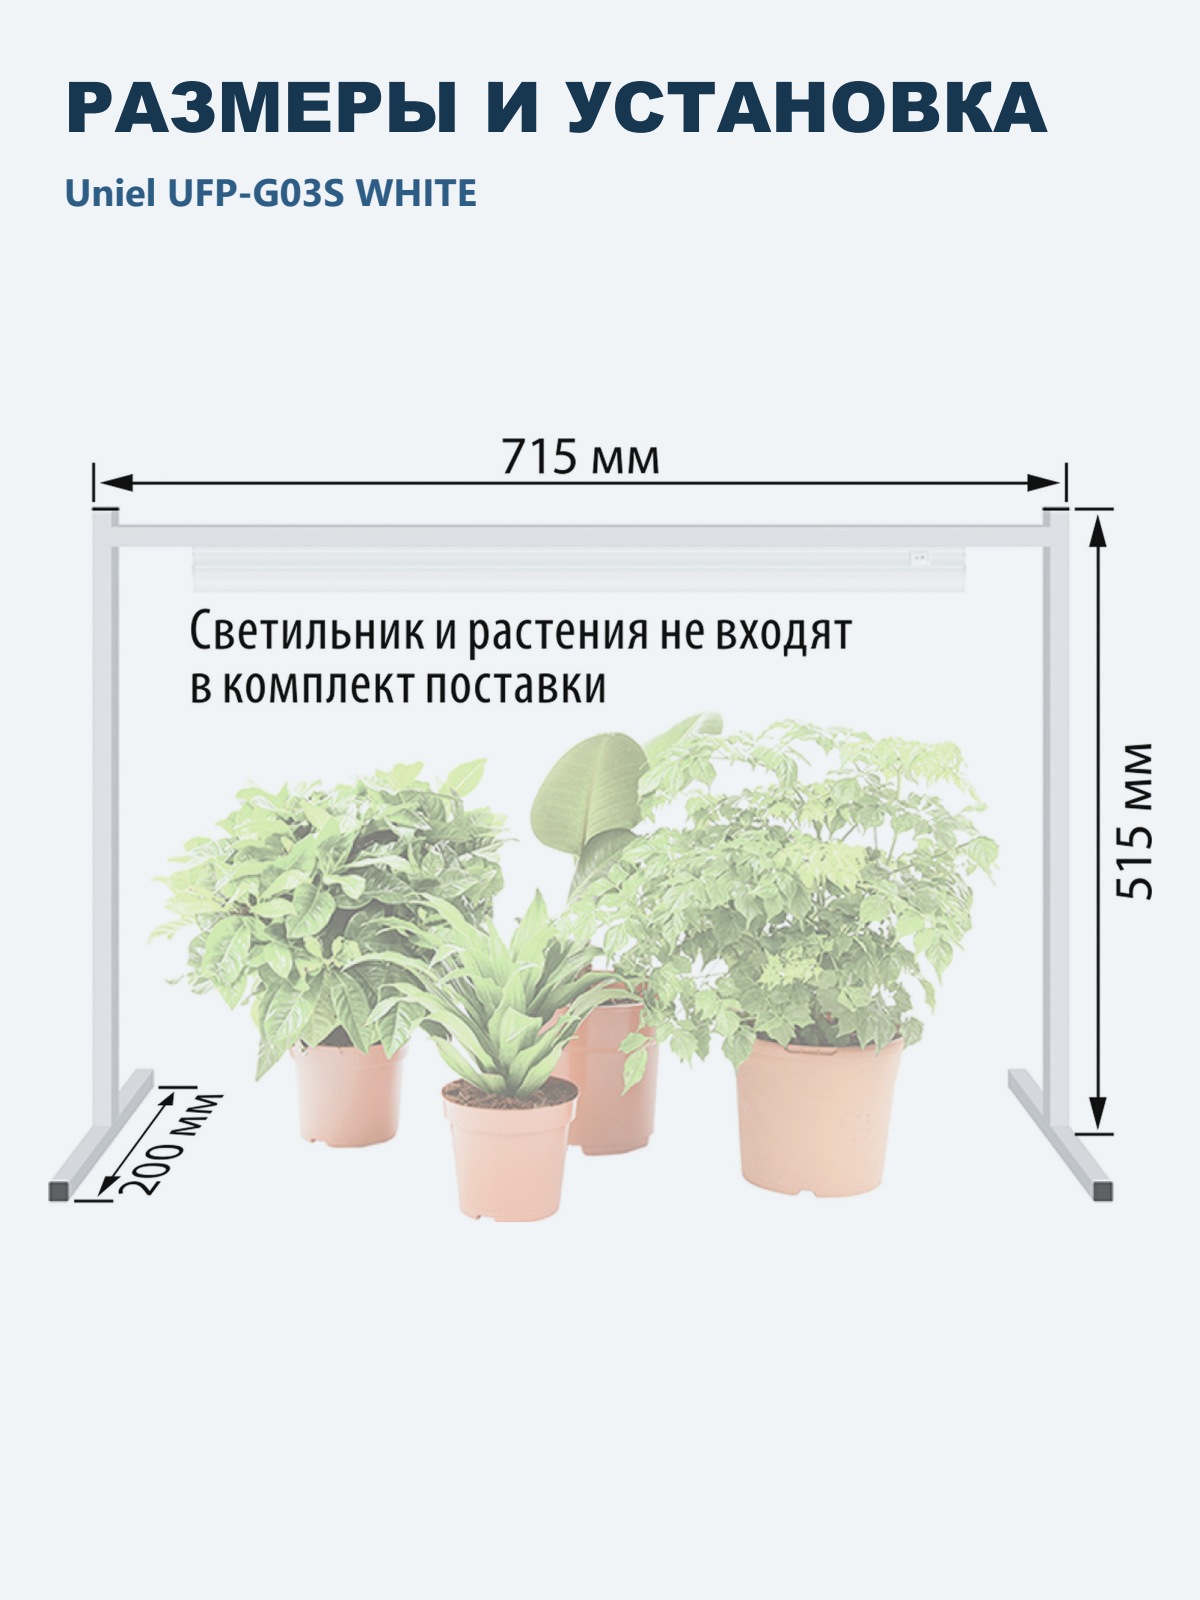 РАЗМЕРЫ И УСТАНОВКА
Uniel UFP-G03S WHITE
715 мм
Светильник и растения не входят
в комплект поставки
515 мм
200 мм